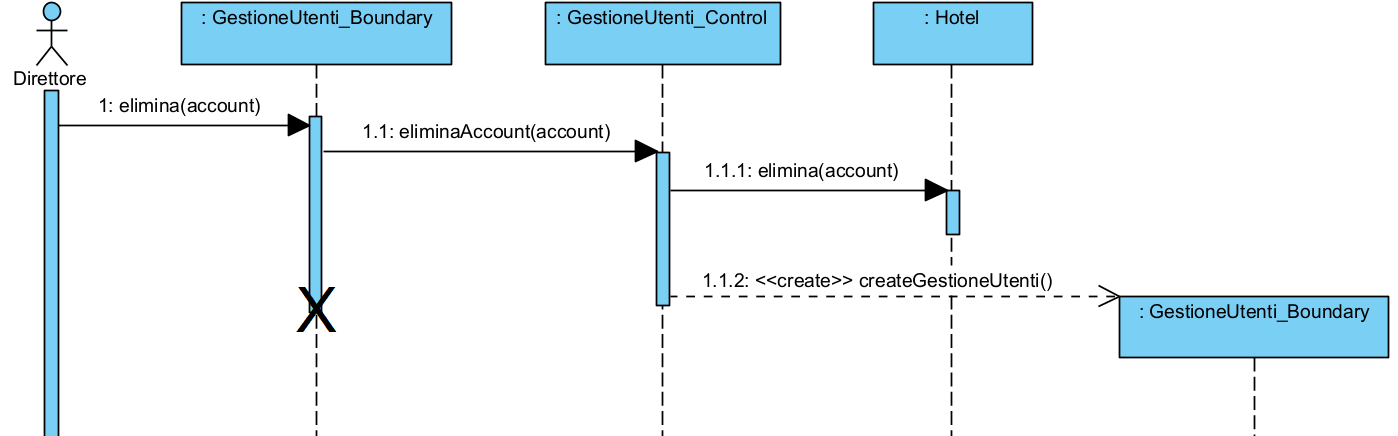 : GestioneUtenti_Boundary
: GestioneUtenti_Control
: Hotel
Direttore
1: elimina(account)
1.1: eliminaAccount(account)
1.1.1: elimina(account)
1.1.2: <<create>> createGestioneUtenti()
: GestioneUtenti_Boundary